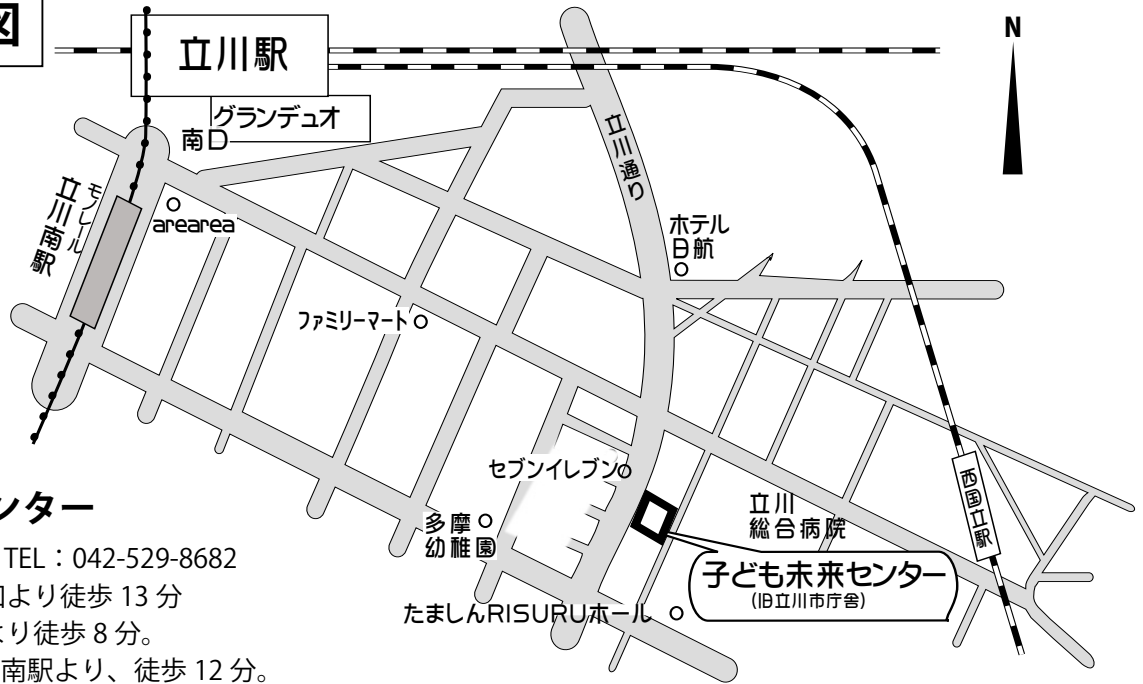 図
立川駅
N
グランデュオ
南口
立川通り
モノレール
立川南駅
arearea
ホテル
日航
ファミリーマート
セブンイレブン
多摩
幼稚園
立川
総合病院
西国立駅
子ども未来センター
(旧立川市庁舎)
たましんRISURUホール
ンター
TEL：042-529-8682
より徒歩 13 分
より徒歩 8 分。
南駅より、徒歩 12 分。